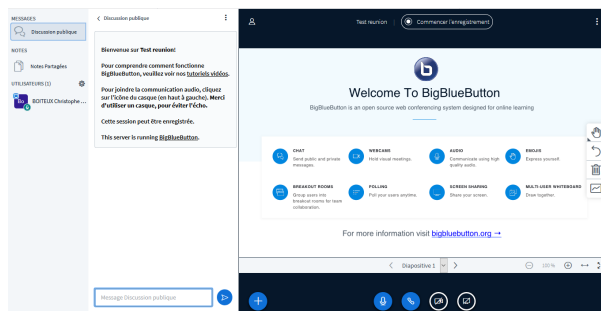 MESSAGES
Discussion publique
NOTES
Notes Partagées
UTILISATEURS (1)
Bo
BOITEUX Christophe ...
Discussion publique
Bienvenue sur Test reunion!
Pour comprendre comment fonctionne
BigBlueButton, veuillez voir nos tutoriels vidéos.
Pour joindre la communication audio, cliquez
sur l'icône du casque (en haut à gauche). Merci
d'utiliser un casque, pour éviter l'écho.
Cette session peut être enregistrée.
This server is running BigBlueButton.
Message Discussion publique
Test reunion | Commencer l'enregistrement
b
Welcome To BigBlueButton
BigBlueButton is an open source web conferencing system designed for online learning
CHAT
Send public and private
messages.
WEBCAMS
Hold visual meetings.
AUDIO
Communicate using high
quality audio.
EMOJIS
Express yourself.
BREAKOUT ROOMS
Group users into
breakout rooms for team
collaboration.
POLLING
Poll your users anytime.
SCREEN SHARING
Share your screen.
MULTI-USER WHITEBOARD
Draw together.
For more information visit bigbluebutton.org →
Diapositive 1
100%